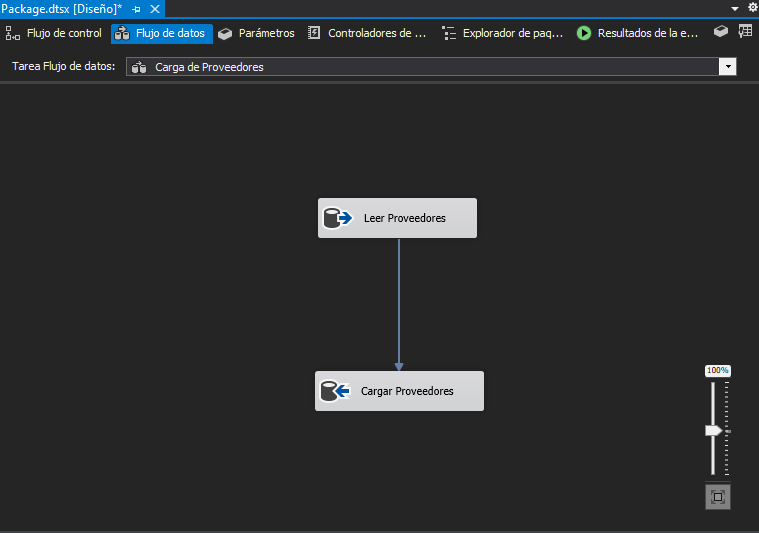 Package.dtsx [Diseño]*
Flujo de control Flujo de datos Parámetros Controladores de ... Explorador de paq... Resultados de la e...
Tarea Flujo de datos: Carga de Proveedores
Leer Proveedores
Cargar Proveedores
100%